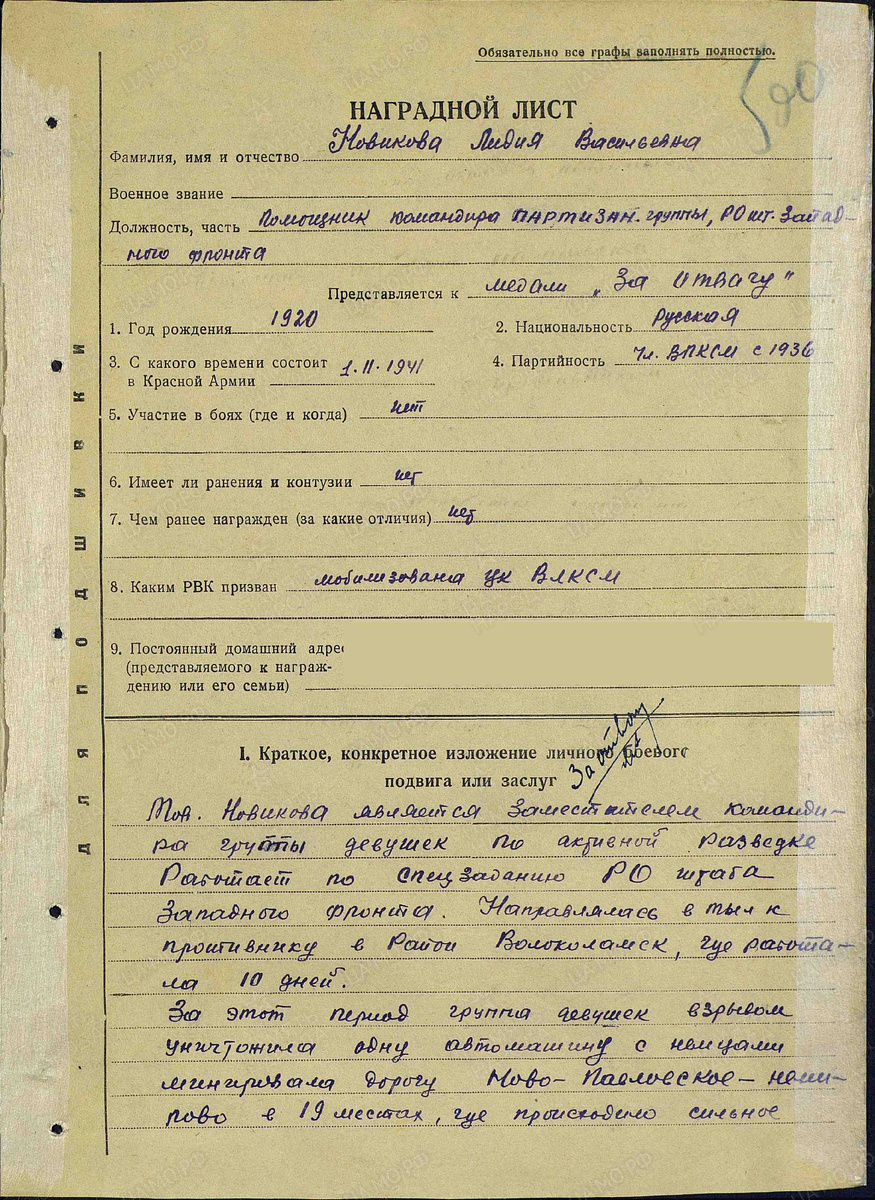 Обязательно все графы заполнять полностью.
НАГРАДНОЙ ЛИСТ
Фамилия, имя и отчество Новикова Лидия Васильевна
Военное звание
Должность, часть Помощник командира партизан. группы, РО шт. Запад-
ного фронта
Представляется к медали „За Отвагу"
1. Год рождения 1920
2. Национальность Русская
3. С какого времени состоит в Красной Армии 1.11.1941
4. Партийность Чл. ВЛКСМ с 1936
5. Участие в боях (где и когда) нет
6. Имеет ли ранения и контузии нет
7. Чем ранее награжден (за какие отличия) нет
8. Каким РВК призван мобилизована ЦК ВЛКСМ
9. Постоянный домашний адрес
(представляемого к награж-
дению или его семьи)
I. Краткое, конкретное изложение личного боевого
подвига или заслуг
За отвагу
Тов. Новикова является Заместителем команди-
ра группы девушек по активной разведке
Работает по спецзаданию РО штаба
Западного фронта. Направлялась в тыл к
противнику в Район Волоколамск, где работа-
ла 10 дней.
За этот период группа девушек взрывом
уничтожила одну автомашину с немцами
минировала дорогу Ново-Павловское-
в 19 местах, где происходило сильное
для подшивки